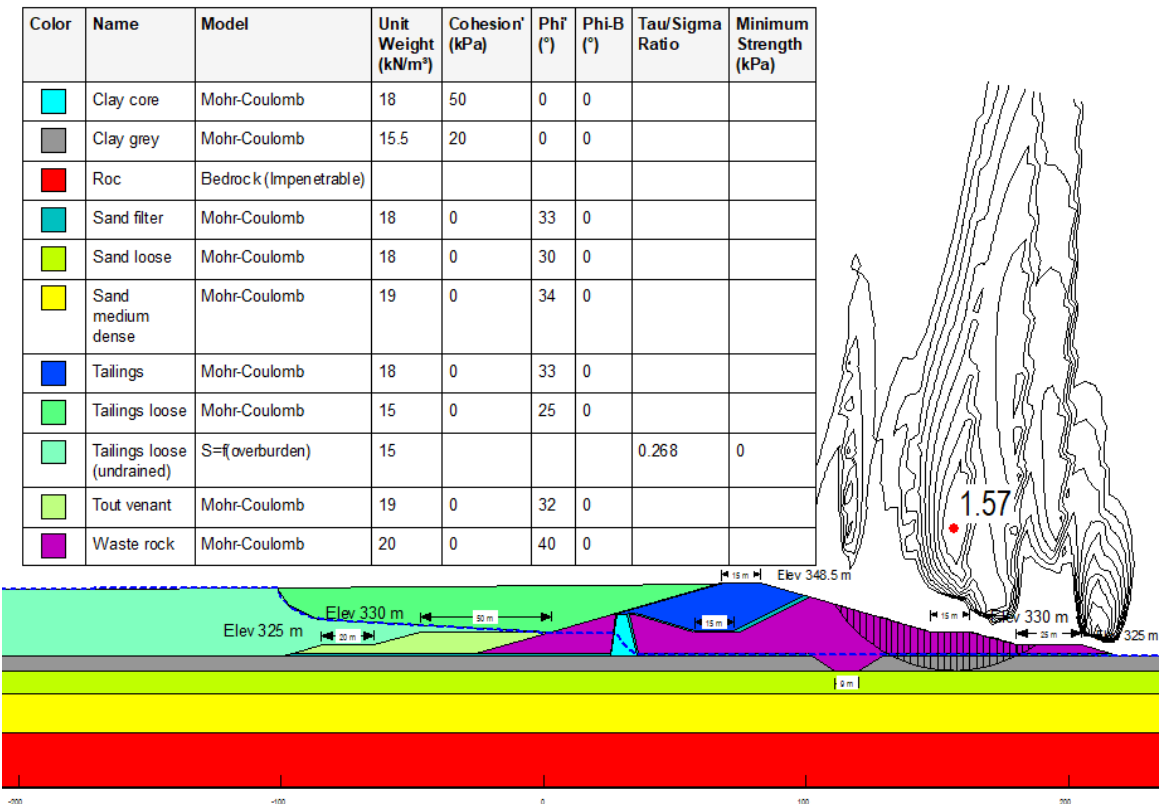 Color Name Model Unit Weight (kN/m³) Cohesion' (kPa) Phi' (°) Phi-B (°) Tau/Sigma Ratio Minimum Strength (kPa)
Clay core Mohr-Coulomb 18 50 0 0
Clay grey Mohr-Coulomb 15.5 20 0 0
Roc Bedrock (Impenetrable)
Sand filter Mohr-Coulomb 18 0 33 0
Sand loose Mohr-Coulomb 18 0 30 0
Sand medium dense Mohr-Coulomb 19 0 34 0
Tailings Mohr-Coulomb 18 0 33 0
Tailings loose Mohr-Coulomb 15 0 25 0
Tailings loose (undrained) S=f(overburden) 15 0.268 0
Tout venant Mohr-Coulomb 19 0 32 0
Waste rock Mohr-Coulomb 20 0 40 0
1.57
15 m Elev 348.5 m
Elev 330 m 50 m 15 m 15 m Elev 330 m
Elev 325 m 20 m 25 m 325 m
9 m
-200 -100 0 100 200